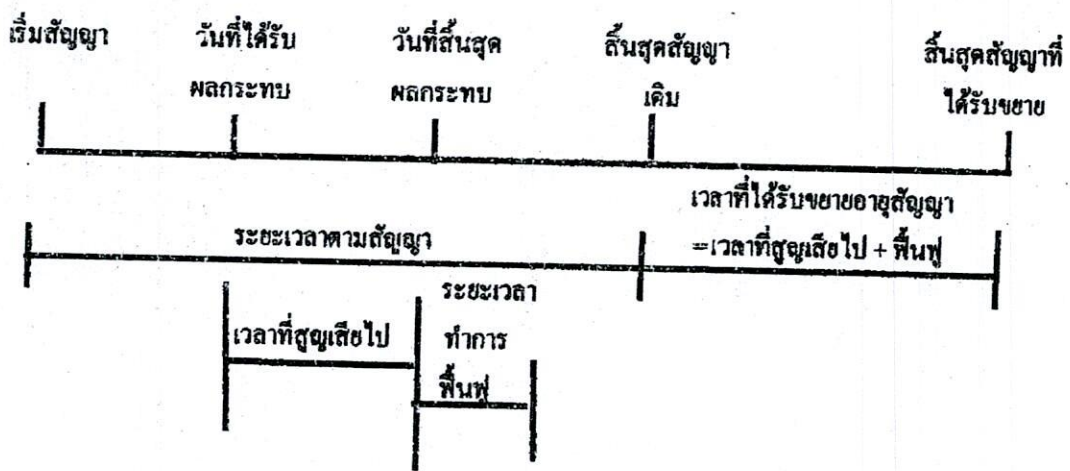 เริ่มสัญญา
วันที่ได้รับ
ผลกระทบ
วันที่สิ้นสุด
ผลกระทบ
สิ้นสุดสัญญา
เดิม
สิ้นสุดสัญญาที่
ได้รับขยาย
ระยะเวลาตามสัญญา
เวลาที่ได้รับขยายอายุสัญญา
=เวลาที่สูญเสียไป + ฟื้นฟู
เวลาที่สูญเสียไป
ระยะเวลา
ทำการ
ฟื้นฟู